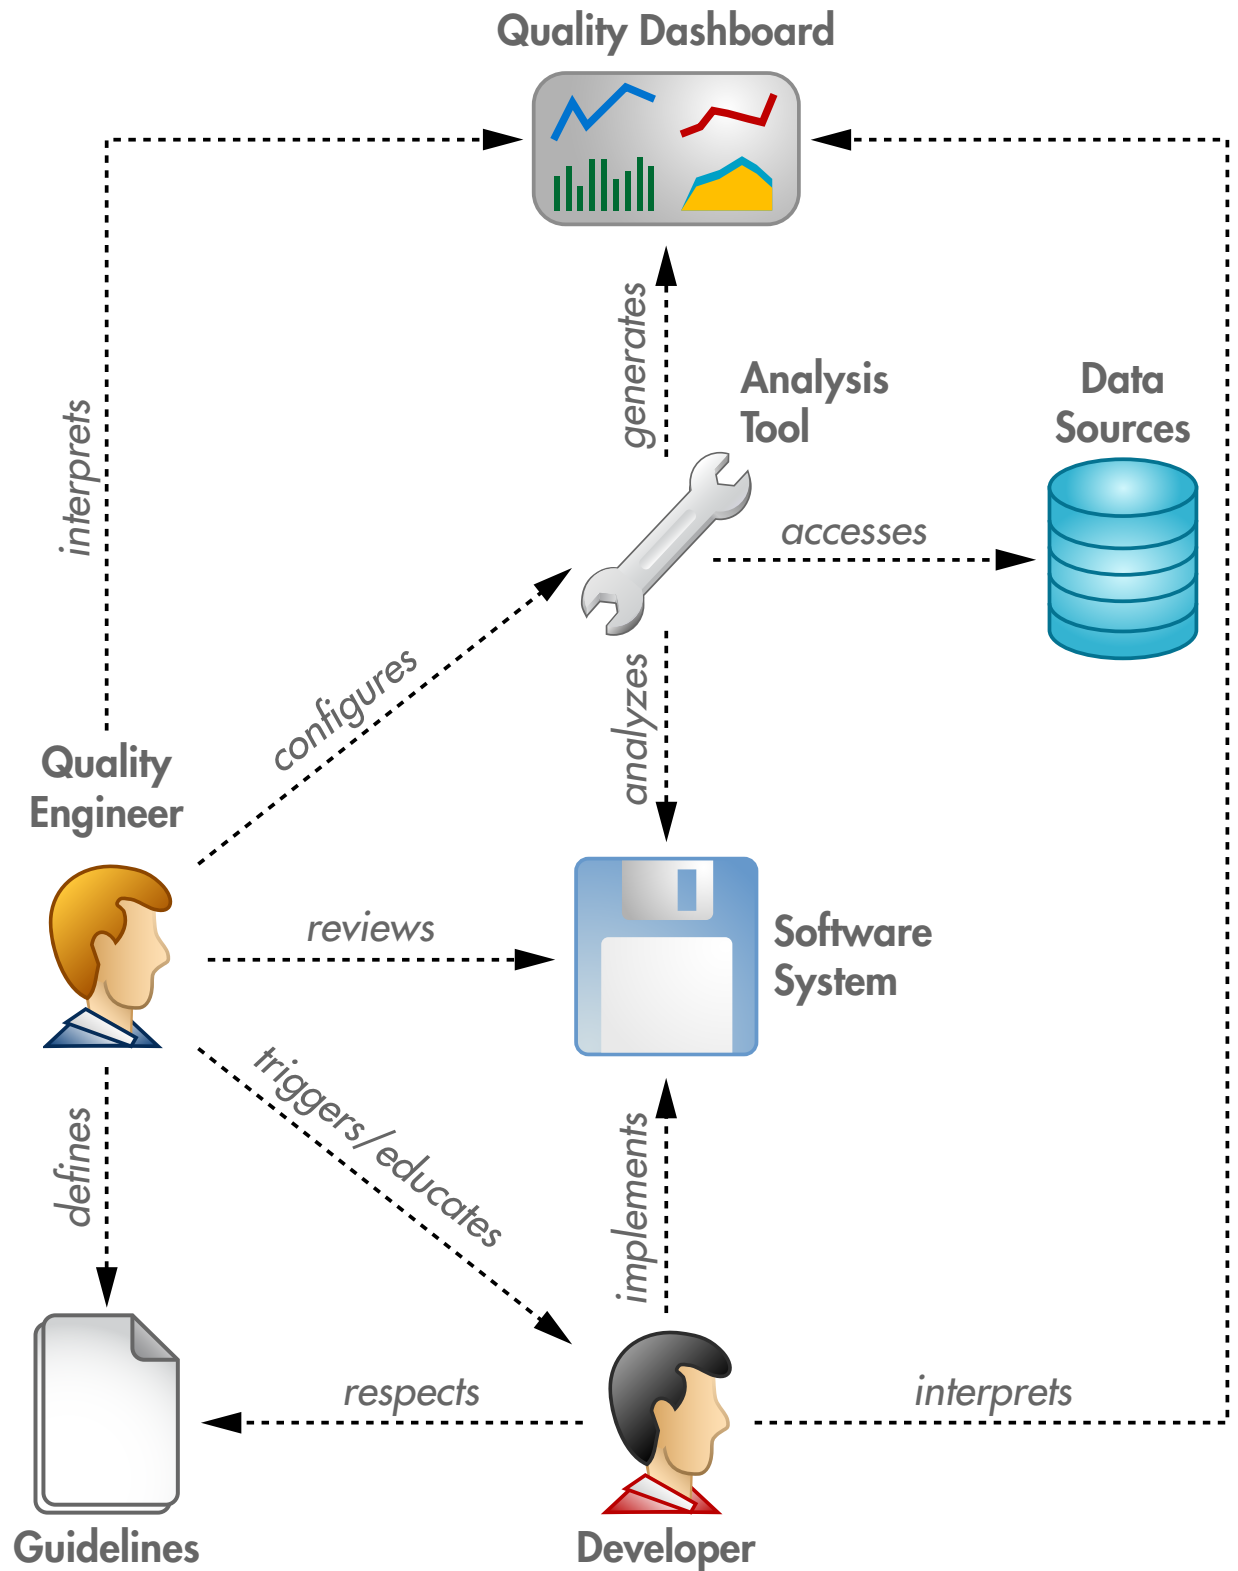 Quality Dashboard
generates
Analysis
Tool
Data
Sources
interprets
accesses
configures
analyzes
Quality
Engineer
reviews
Software
System
triggers/educates
defines
implements
respects
interprets
Guidelines
Developer